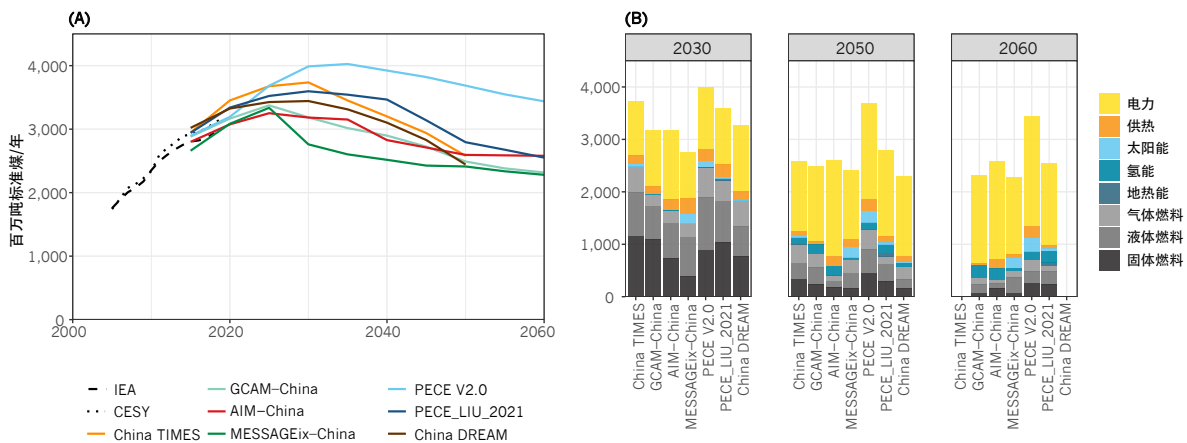 (A)
百万吨标准煤/年
4,000
3,000
2,000
1,000
0
2000
2020
2040
2060
IEA
CESY
China TIMES
GCAM−China
AIM−China
MESSAGEix−China
PECE V2.0
PECE_LIU_2021
China DREAM
(B)
2030
2050
2060
4,000
3,000
2,000
1,000
0
China TIMES
GCAM−China
AIM−China
MESSAGEix−China
PECE V2.0
PECE_LIU_2021
China DREAM
China TIMES
GCAM−China
AIM−China
MESSAGEix−China
PECE V2.0
PECE_LIU_2021
China DREAM
China TIMES
GCAM−China
AIM−China
MESSAGEix−China
PECE V2.0
PECE_LIU_2021
China DREAM
电力
供热
太阳能
氢能
地热能
气体燃料
液体燃料
固体燃料